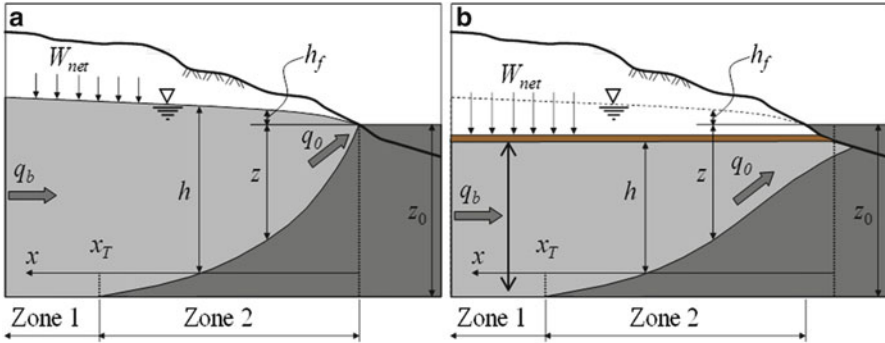 a
W_net
h_f
q_0
q_b
h
z
z_0
x
x_T
Zone 1
Zone 2
b
W_net
h_f
q_0
q_b
h
z
z_0
x
x_T
Zone 1
Zone 2